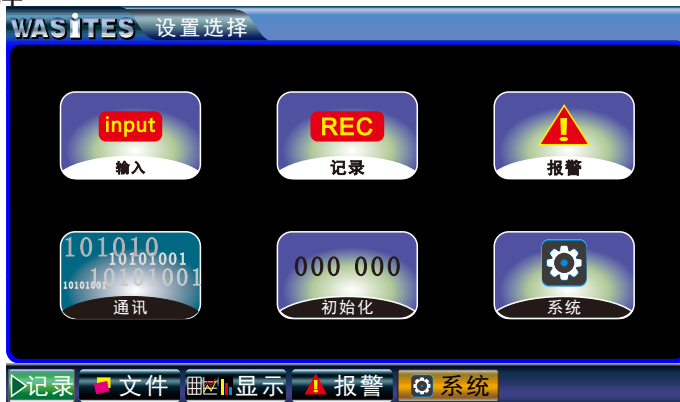 WASiTES 设置选择
input REC
输入 记录 报警
101010
10101001
10101001
10101001
000 000
通讯 初始化 系统
记录 文件 显示 报警 系统